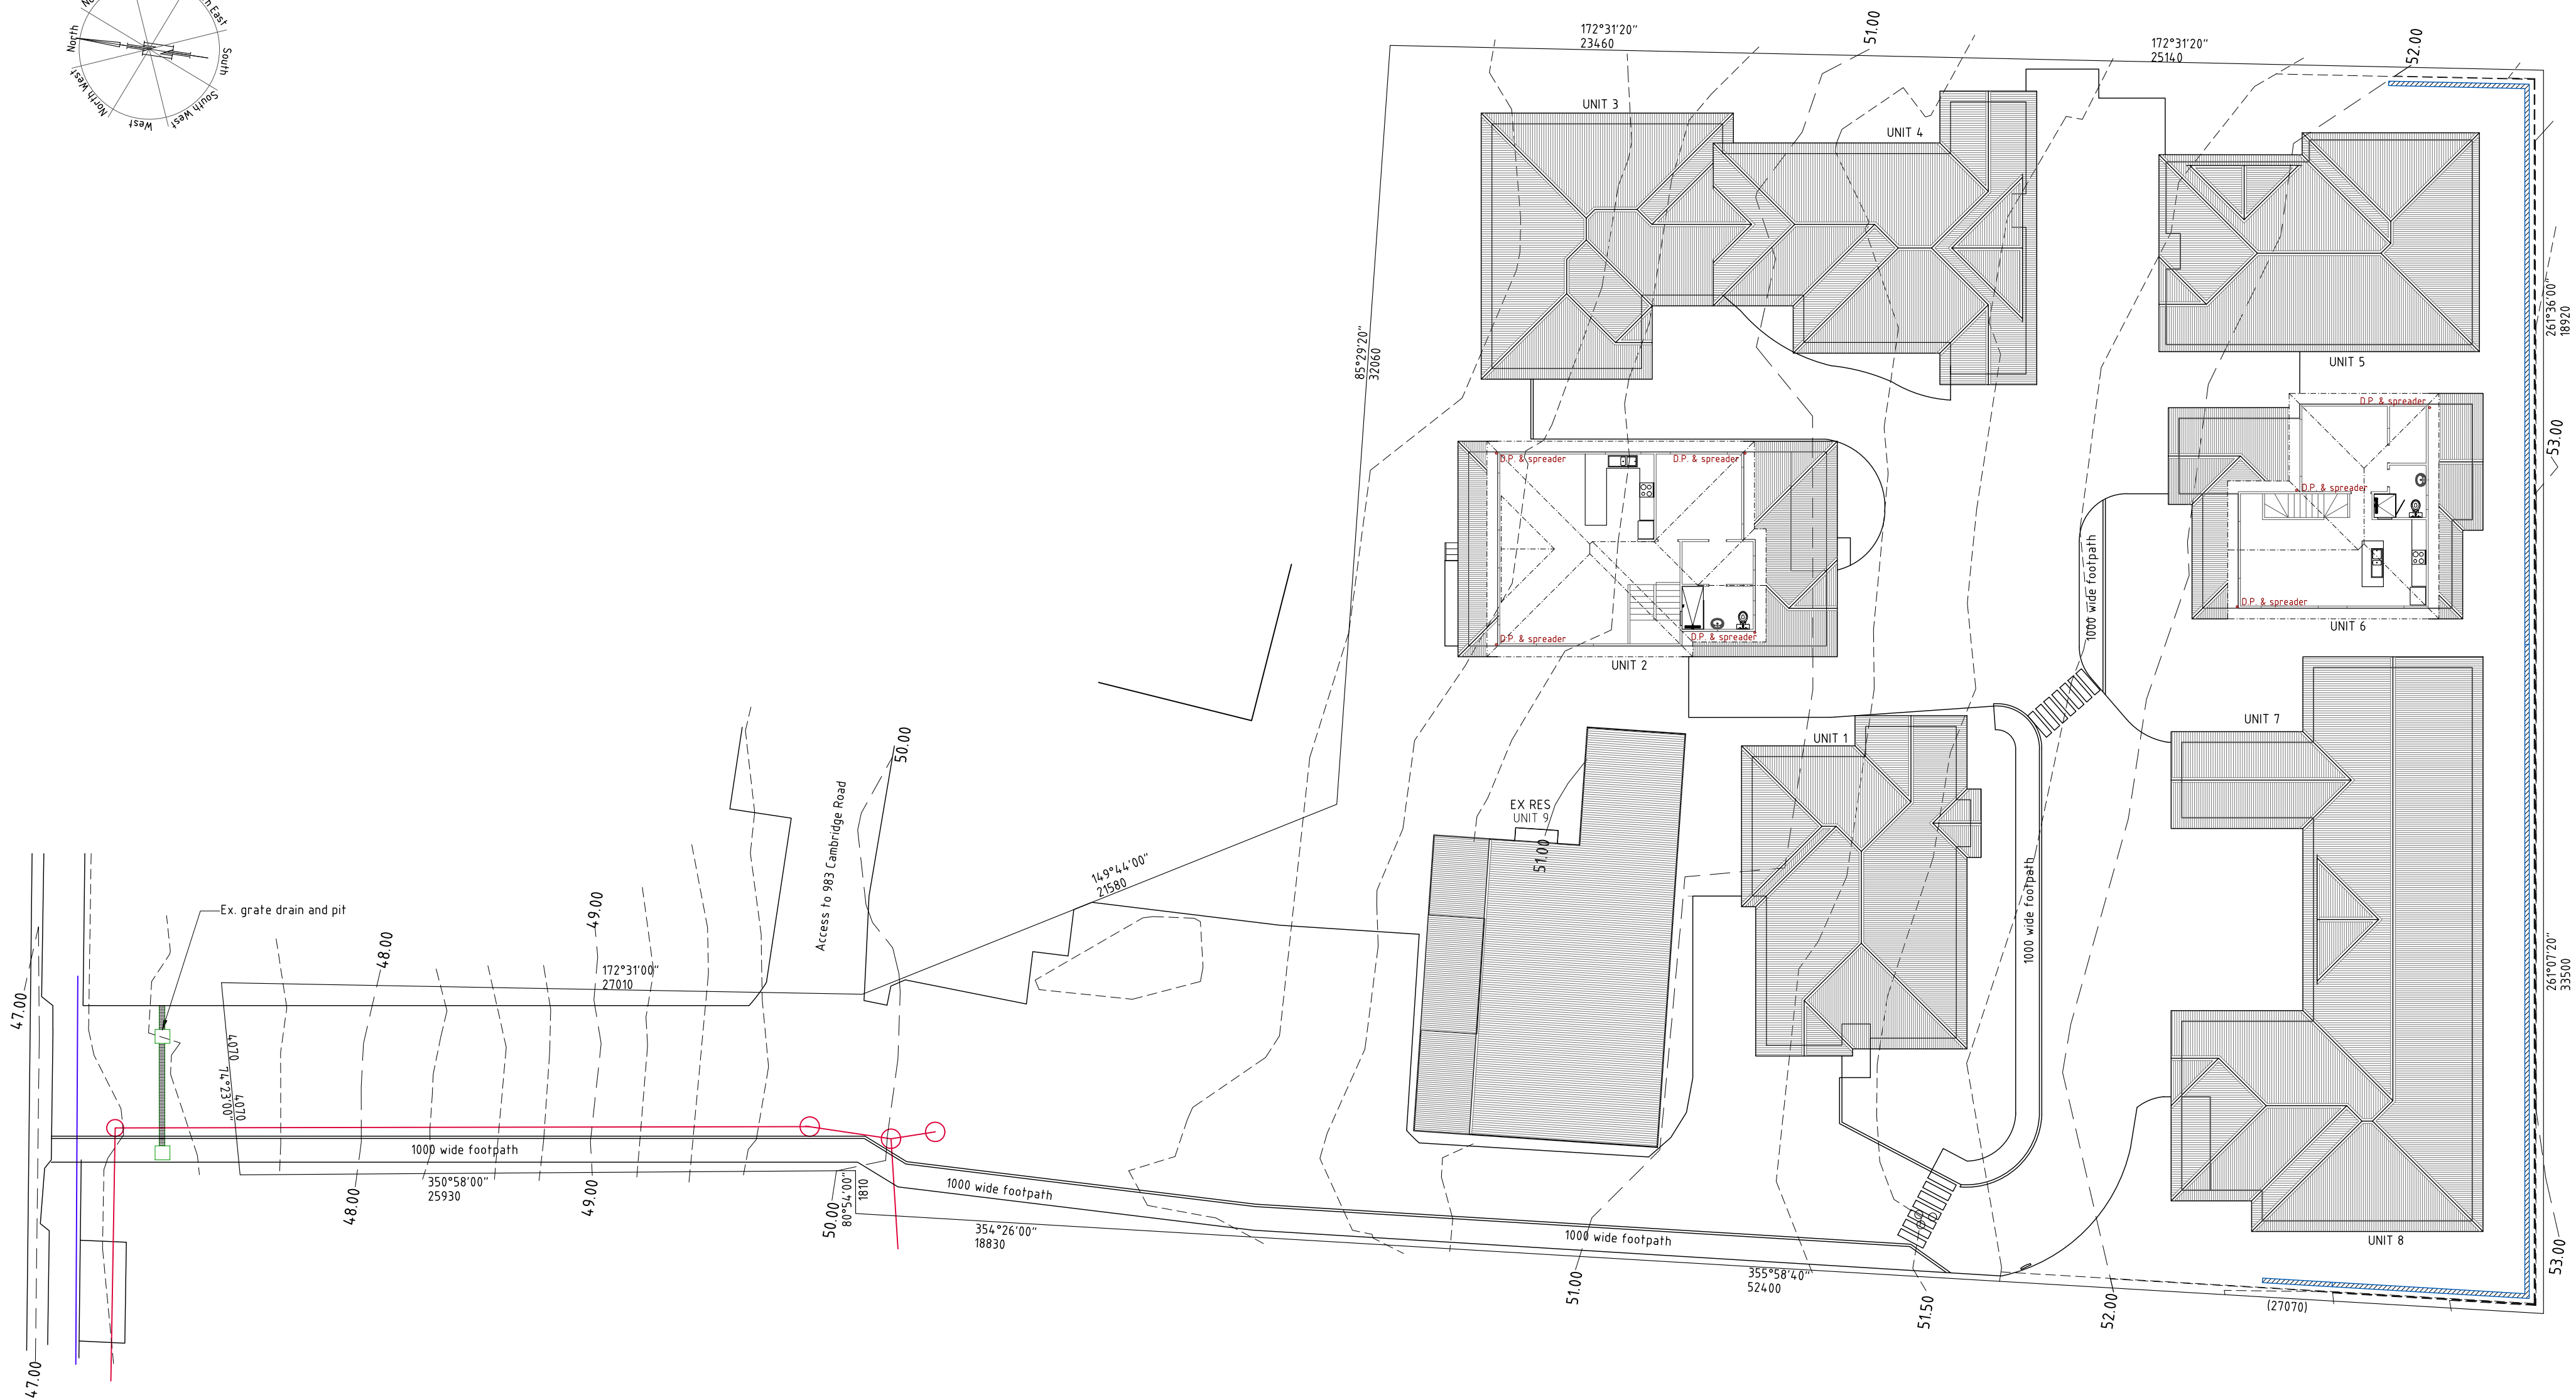 North
South
South West
West
North West
172°31'20"
23460
51.00
172°31'20"
25140
52.00
UNIT 3
UNIT 4
UNIT 5
261°36'00"
18920
85°29'20"
32060
D.P. & spreader
D.P. & spreader
D.P. & spreader
D.P. & spreader
UNIT 2
D.P. & spreader
D.P. & spreader
D.P. & spreader
UNIT 6
53.00
1000 wide footpath
UNIT 7
UNIT 1
EX RES
UNIT 9
51.00
1000 wide footpath
50.00
Access to 983 Cambridge Road
149°44'00"
21580
Ex. grate drain and pit
49.00
48.00
172°31'00"
27010
47.00
4070
74°23'00"
4070
1000 wide footpath
350°58'00"
25930
48.00
49.00
50.00
80°54'00"
1810
1000 wide footpath
354°26'00"
18830
1000 wide footpath
51.00
355°58'40"
52400
51.50
52.00
(27070)
UNIT 8
261°07'20"
33500
53.00
47.00